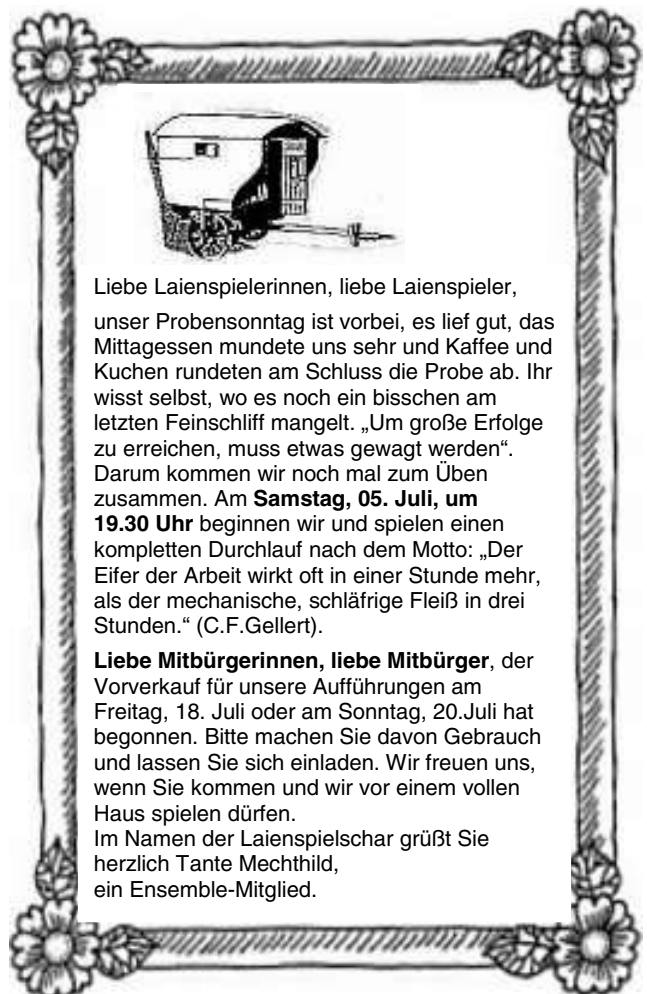 Liebe Laienspielerinnen, liebe Laienspieler,
unser Probensonntag ist vorbei, es lief gut, das
Mittagessen mundete uns sehr und Kaffee und
Kuchen rundeten am Schluss die Probe ab. Ihr
wisst selbst, wo es noch ein bisschen am
letzten Feinschliff mangelt. „Um große Erfolge
zu erreichen, muss etwas gewagt werden“.
Darum kommen wir noch mal zum Üben
zusammen. Am Samstag, 05. Juli, um
19.30 Uhr beginnen wir und spielen einen
kompletten Durchlauf nach dem Motto: „Der
Eifer der Arbeit wirkt oft in einer Stunde mehr,
als der mechanische, schläfrige Fleiß in drei
Stunden.“ (C.F.Gellert).
Liebe Mitbürgerinnen, liebe Mitbürger, der
Vorverkauf für unsere Aufführungen am
Freitag, 18. Juli oder am Sonntag, 20.Juli hat
begonnen. Bitte machen Sie davon Gebrauch
und lassen Sie sich einladen. Wir freuen uns,
wenn Sie kommen und wir vor einem vollen
Haus spielen dürfen.
Im Namen der Laienspielschar grüßt Sie
herzlich Tante Mechthild,
ein Ensemble-Mitglied.